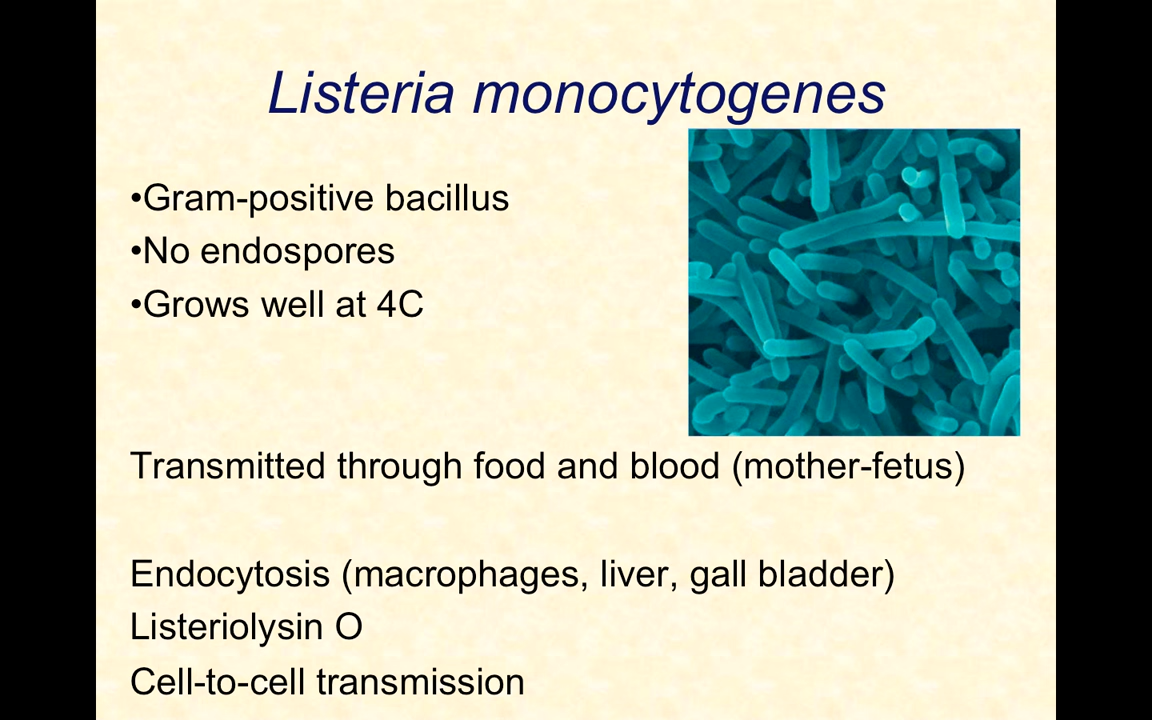 Listeria monocytogenes
•Gram-positive bacillus
•No endospores
•Grows well at 4C
Transmitted through food and blood (mother-fetus)
Endocytosis (macrophages, liver, gall bladder)
Listeriolysin O
Cell-to-cell transmission